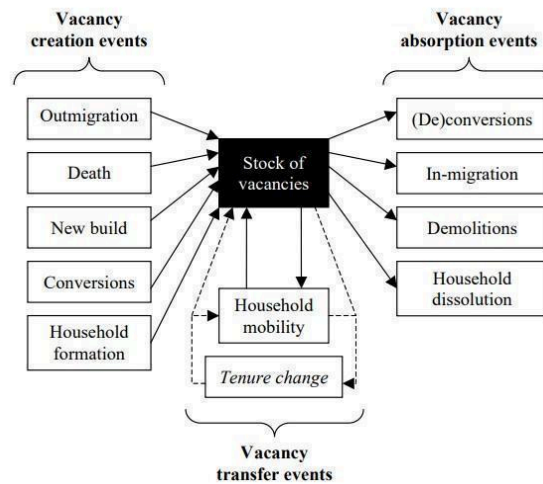 Vacancy
creation events
Vacancy
absorption events
Outmigration
Death
New build
Conversions
Household
formation
Stock of
vacancies
(De)conversions
In-migration
Demolitions
Household
dissolution
Household
mobility
Tenure change
Vacancy
transfer events